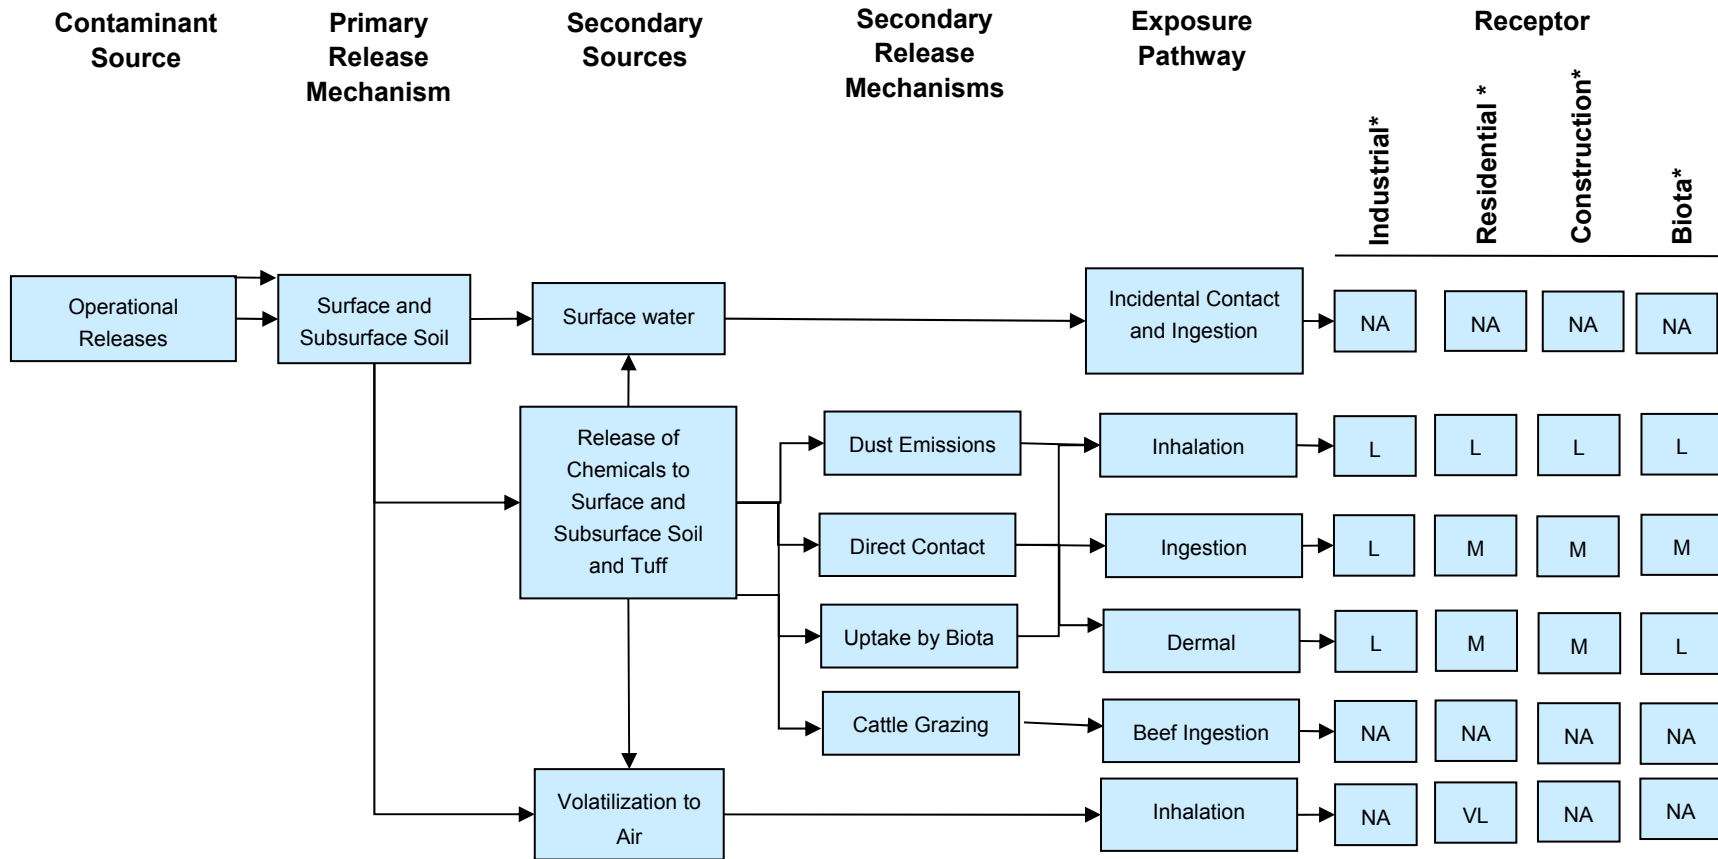 Contaminant
Source
Primary
Release
Mechanism
Secondary
Sources
Secondary
Release
Mechanisms
Exposure
Pathway
Receptor
Industrial*
Residential *
Construction*
Biota*
Operational
Releases
Surface and
Subsurface Soil
Surface water
Incidental Contact
and Ingestion
NA
NA
NA
NA
Release of
Chemicals to
Surface and
Subsurface Soil
and Tuff
Dust Emissions
Inhalation
L
L
L
L
Direct Contact
Ingestion
L
M
M
M
Uptake by Biota
Dermal
L
M
M
L
Cattle Grazing
Beef Ingestion
NA
NA
NA
NA
Volatilization to
Air
Inhalation
NA
VL
NA
NA